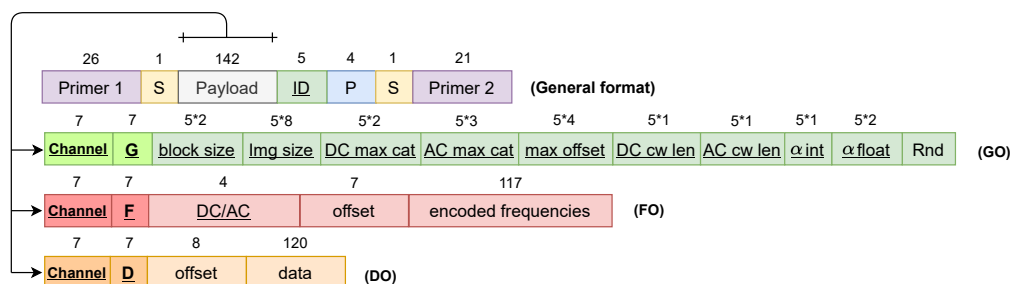 26 1 142 5 4 1 21
Primer 1 S Payload ID P S Primer 2 (General format)
7 7 5*2 5*8 5*2 5*3 5*4 5*1 5*1 5*1 5*2
Channel G block size Img size DC max cat AC max cat max offset DC cw len AC cw len α int α float Rnd (GO)
7 7 4 7 117
Channel F DC/AC offset encoded frequencies (FO)
7 7 8 120
Channel D offset data (DO)